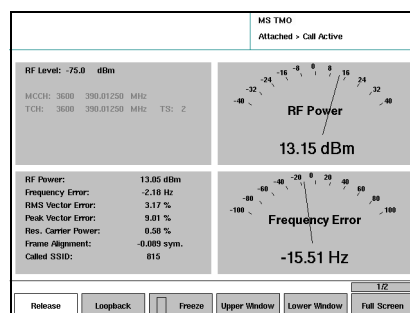 MS TMO
Attached > Call Active
RF Level: -75.0 dBm
MCCH: 3600 390.01250 MHz
TCH: 3600 390.01250 MHz TS: 2
-40 -32 -24 -16 -8 0 8 16 24 32 40
RF Power
13.15 dBm
RF Power: 13.05 dBm
Frequency Error: -2.18 Hz
RMS Vector Error: 3.17 %
Peak Vector Error: 9.01 %
Res. Carrier Power: 0.58 %
Frame Alignment: -0.089 sym.
Called SSID: 815
-100 -80 -60 -40 -20 0 20 40 60 80 100
Frequency Error
-15.51 Hz
1/2
Release Loopback Freeze Upper Window Lower Window Full Screen